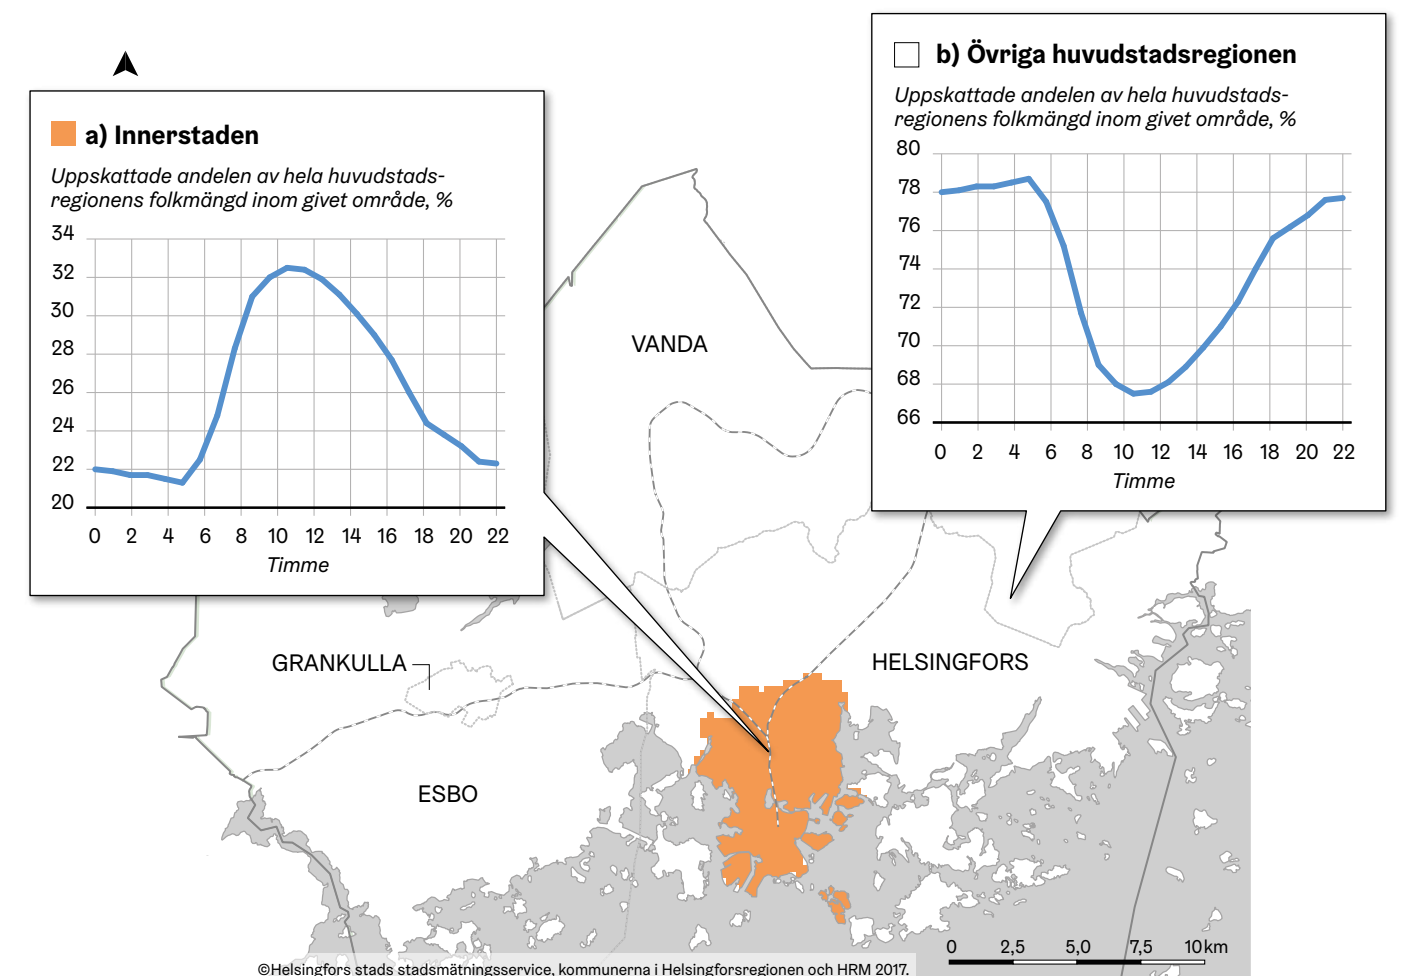 a) Innerstaden
Uppskattade andelen av hela huvudstads-
regionens folkmängd inom givet område, %
34
32
30
28
26
24
22
20
0 2 4 6 8 10 12 14 16 18 20 22
Timme
b) Övriga huvudstadsregionen
Uppskattade andelen av hela huvudstads-
regionens folkmängd inom givet område, %
80
78
76
74
72
70
68
66
0 2 4 6 8 10 12 14 16 18 20 22
Timme
VANDA
GRANKULLA
HELSINGFORS
ESBO
0 2,5 5,0 7,5 10 km
©Helsingfors stads stadsmätningsservice, kommunerna i Helsingforsregionen och HRM 2017.